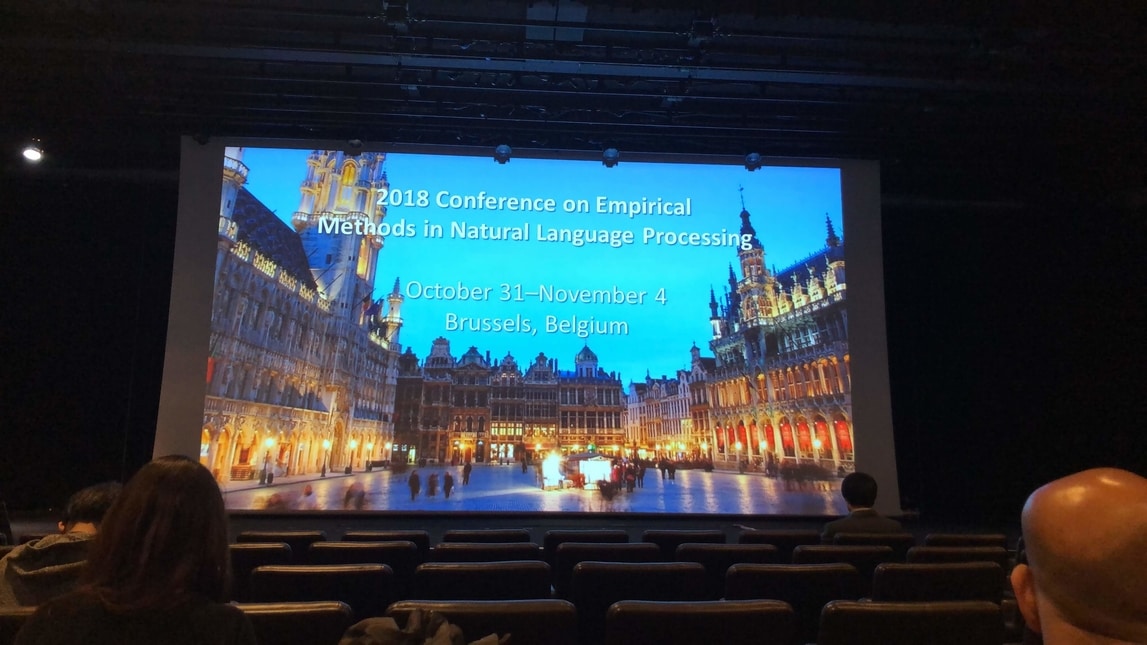 2018 Conference on Empirical
Methods in Natural Language Processing
October 31–November 4
Brussels, Belgium